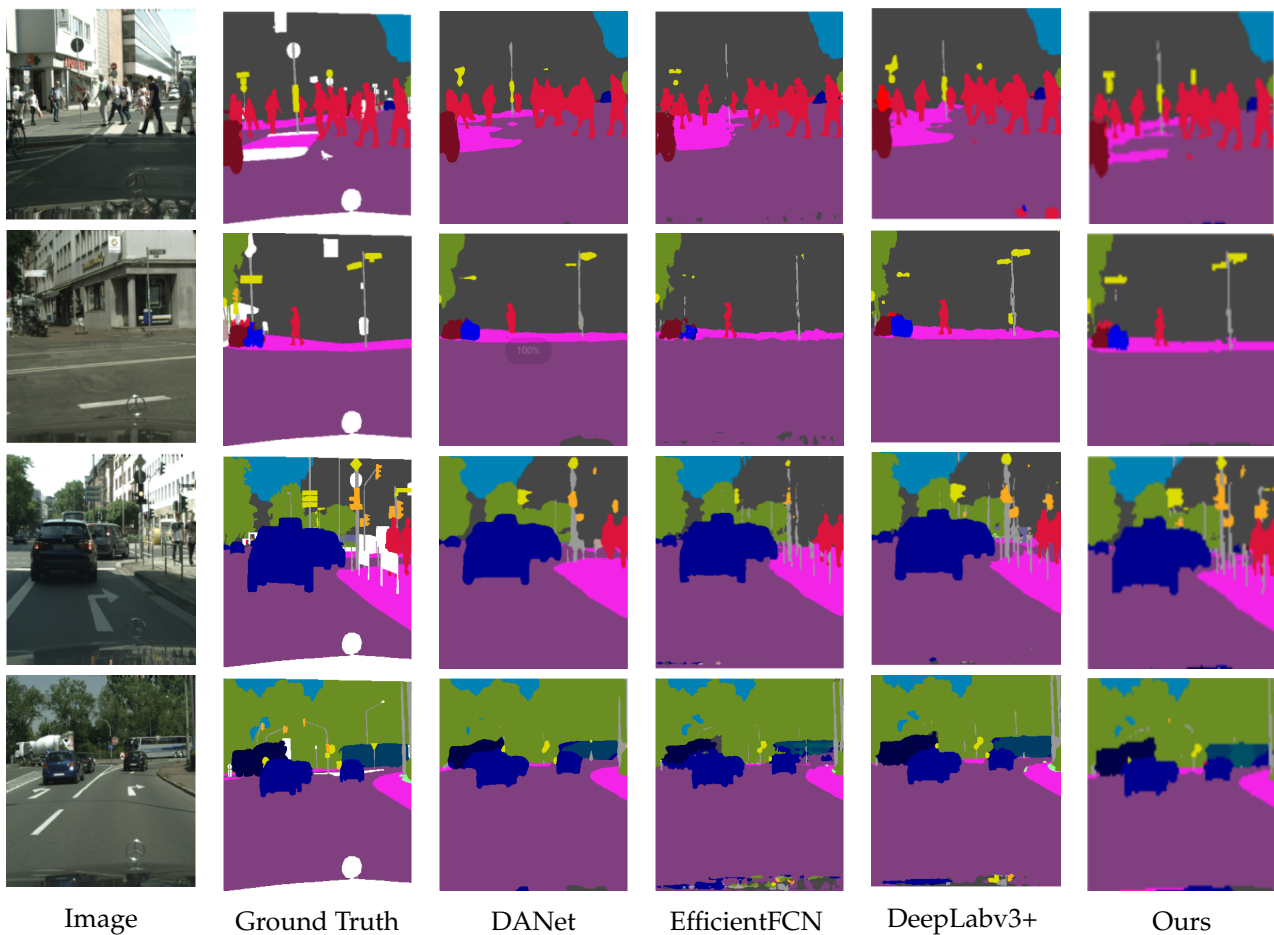 100%
Image
Ground Truth
DANet
EfficientFCN
DeepLabv3+
Ours